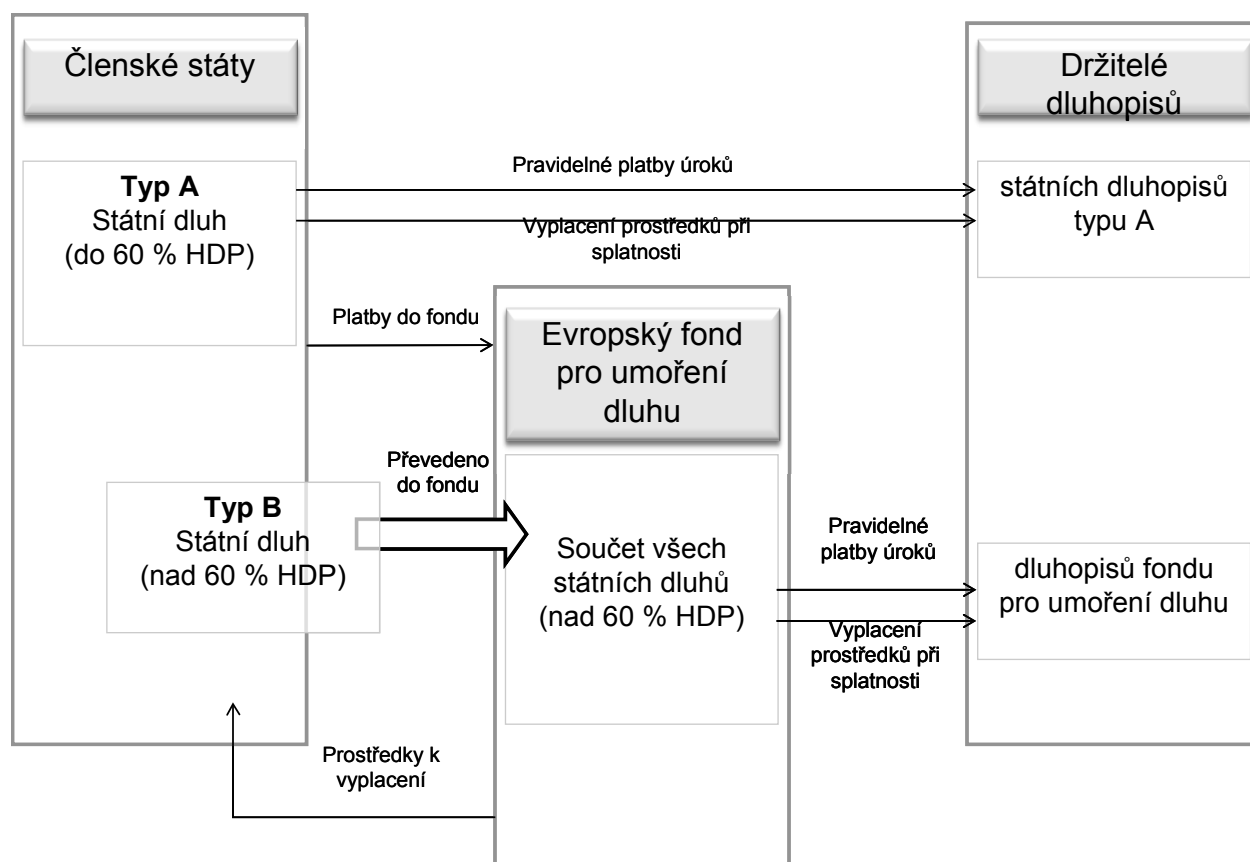 Členské státy
Držitelé
dluhopisů
Typ A
Státní dluh
(do 60 % HDP)
Pravidelné platby úroků
Vyplacení prostředků při
splatnosti
státních dluhopisů
typu A
Platby do fondu
Evropský fond
pro umoření
dluhu
Převedeno
do fondu
Typ B
Státní dluh
(nad 60 % HDP)
Součet všech
státních dluhů
(nad 60 % HDP)
Pravidelné
platby úroků
Vyplacení
prostředků při
splatnosti
dluhopisů fondu
pro umoření dluhu
Prostředky k
vyplacení